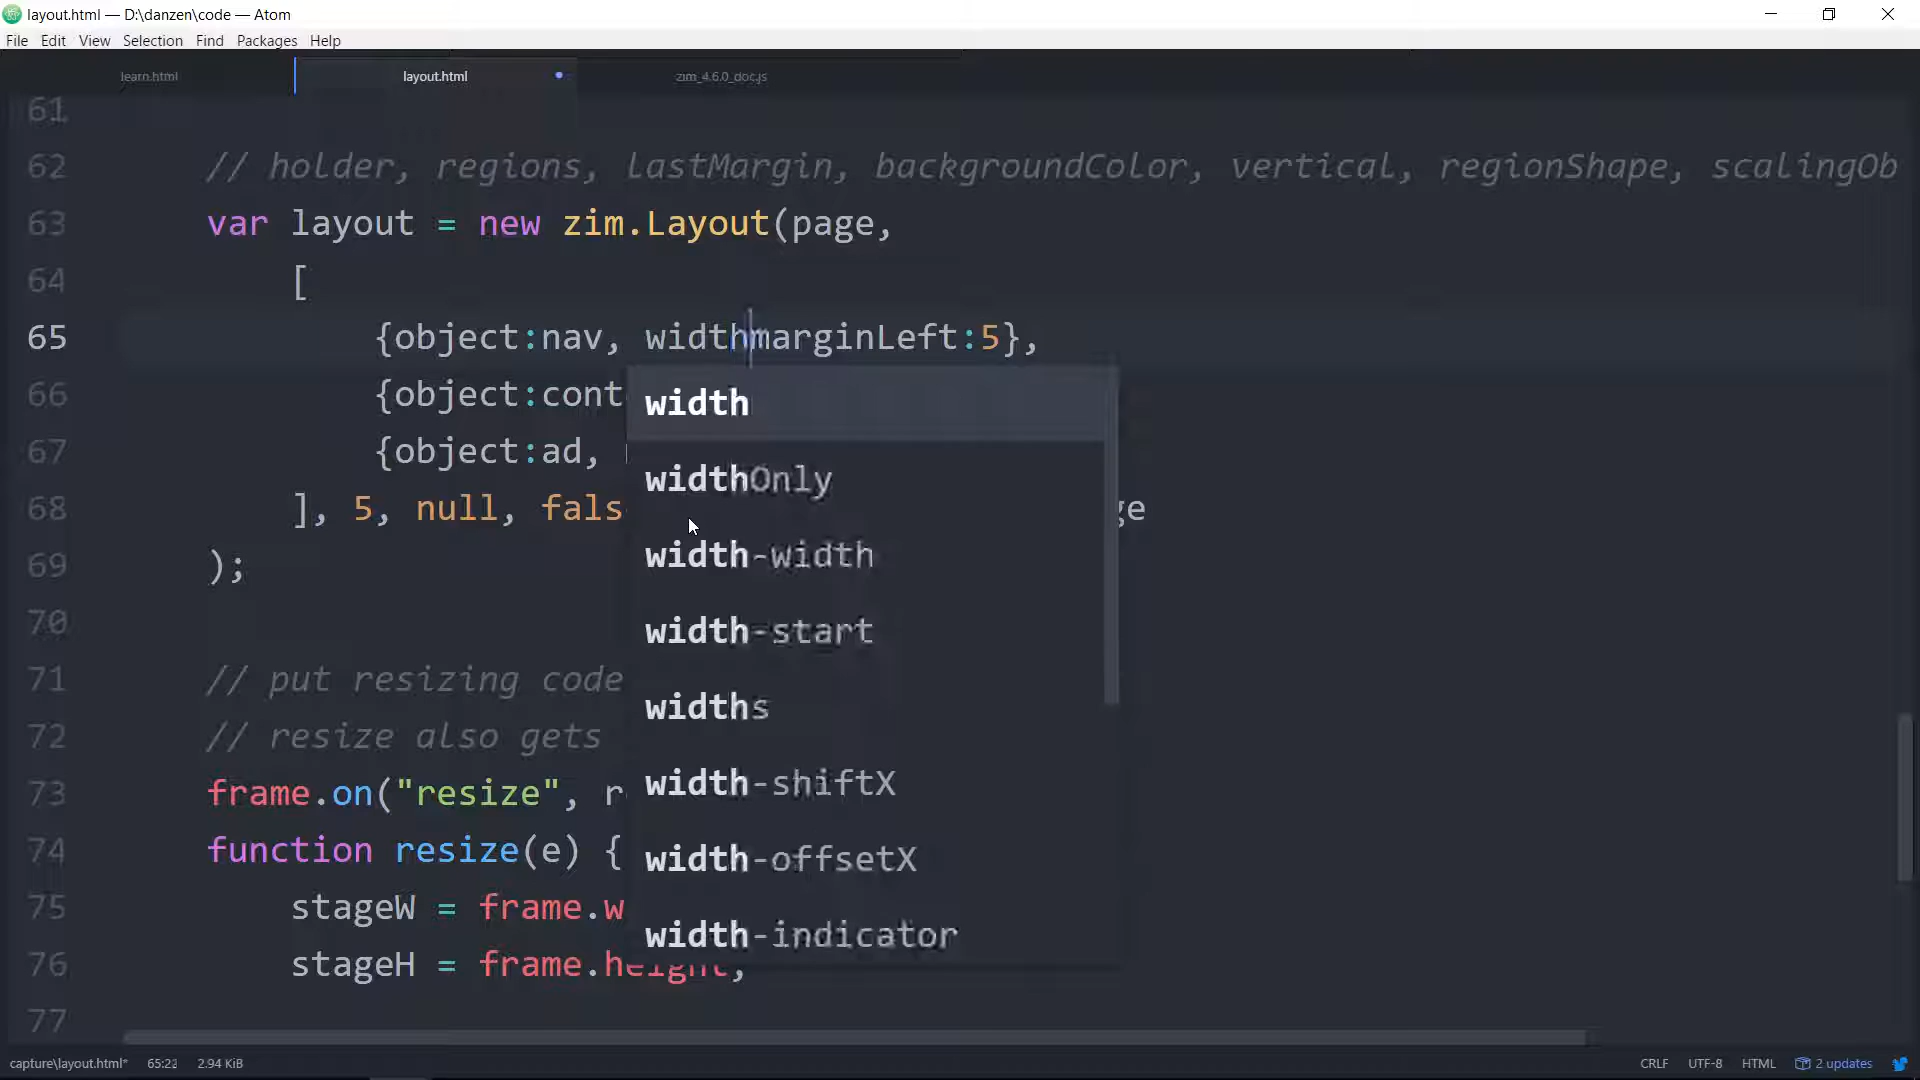 layout.html — D:\danzen\code — Atom
File Edit View Selection Find Packages Help
learn.html layout.html zim_4.6.0_doc.js
61
62 // holder, regions, lastMargin, backgroundColor, vertical, regionShape, scalingOb
63 var layout = new zim.Layout(page,
64 [
65 {object:nav, widthmarginLeft:5},
66 {object:cont
67 {object:ad,
68 ], 5, null, fals ge
69 );
70
71 // put resizing code
72 // resize also gets
73 frame.on("resize", r
74 function resize(e) {
75 stageW = frame.w
76 stageH = frame.height;
77
width
widthOnly
width-width
width-start
widths
width-shiftX
width-offsetX
width-indicator
capture\layout.html* 65:23 2.94 KiB CRLF UTF-8 HTML 2 updates